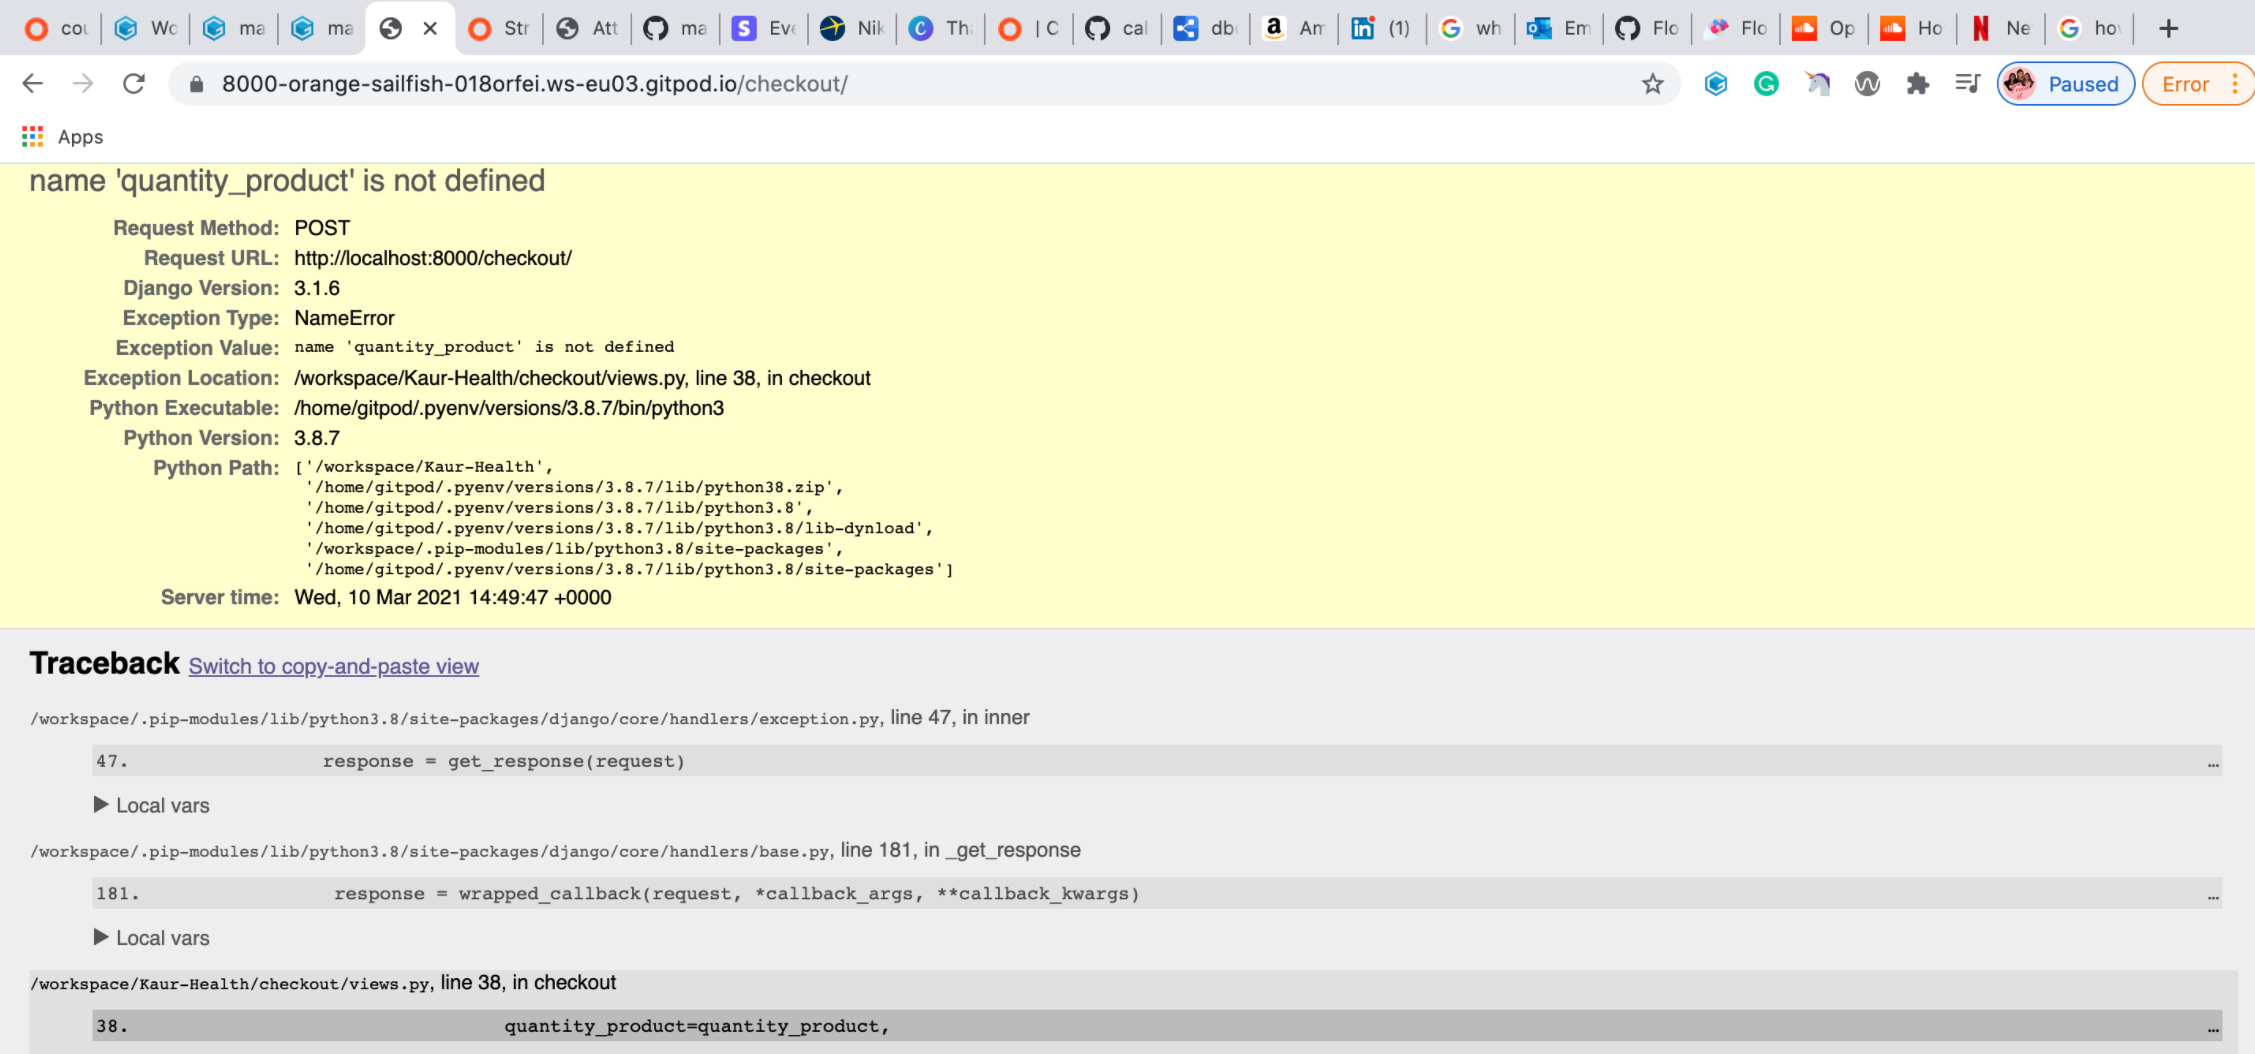 cou
Wo
ma
ma
Str
Att
ma
S
Eve
Nik
C
Tha
| C
cal
dbd
a
Am
in
(1)
wh
Em
Flo
Flo
Op
Ho
N
Ne
hov
8000-orange-sailfish-018orfei.ws-eu03.gitpod.io/checkout/
Paused
Error
Apps
name 'quantity_product' is not defined
Request Method: POST
Request URL: http://localhost:8000/checkout/
Django Version: 3.1.6
Exception Type: NameError
Exception Value: name 'quantity_product' is not defined
Exception Location: /workspace/Kaur-Health/checkout/views.py, line 38, in checkout
Python Executable: /home/gitpod/.pyenv/versions/3.8.7/bin/python3
Python Version: 3.8.7
Python Path: ['/workspace/Kaur-Health',
'/home/gitpod/.pyenv/versions/3.8.7/lib/python38.zip',
'/home/gitpod/.pyenv/versions/3.8.7/lib/python3.8',
'/home/gitpod/.pyenv/versions/3.8.7/lib/python3.8/lib-dynload',
'/workspace/.pip-modules/lib/python3.8/site-packages',
'/home/gitpod/.pyenv/versions/3.8.7/lib/python3.8/site-packages']
Server time: Wed, 10 Mar 2021 14:49:47 +0000
Traceback Switch to copy-and-paste view
/workspace/.pip-modules/lib/python3.8/site-packages/django/core/handlers/exception.py, line 47, in inner
47. response = get_response(request) …
▶ Local vars
/workspace/.pip-modules/lib/python3.8/site-packages/django/core/handlers/base.py, line 181, in _get_response
181. response = wrapped_callback(request, *callback_args, **callback_kwargs) …
▶ Local vars
/workspace/Kaur-Health/checkout/views.py, line 38, in checkout
38. quantity_product=quantity_product, …